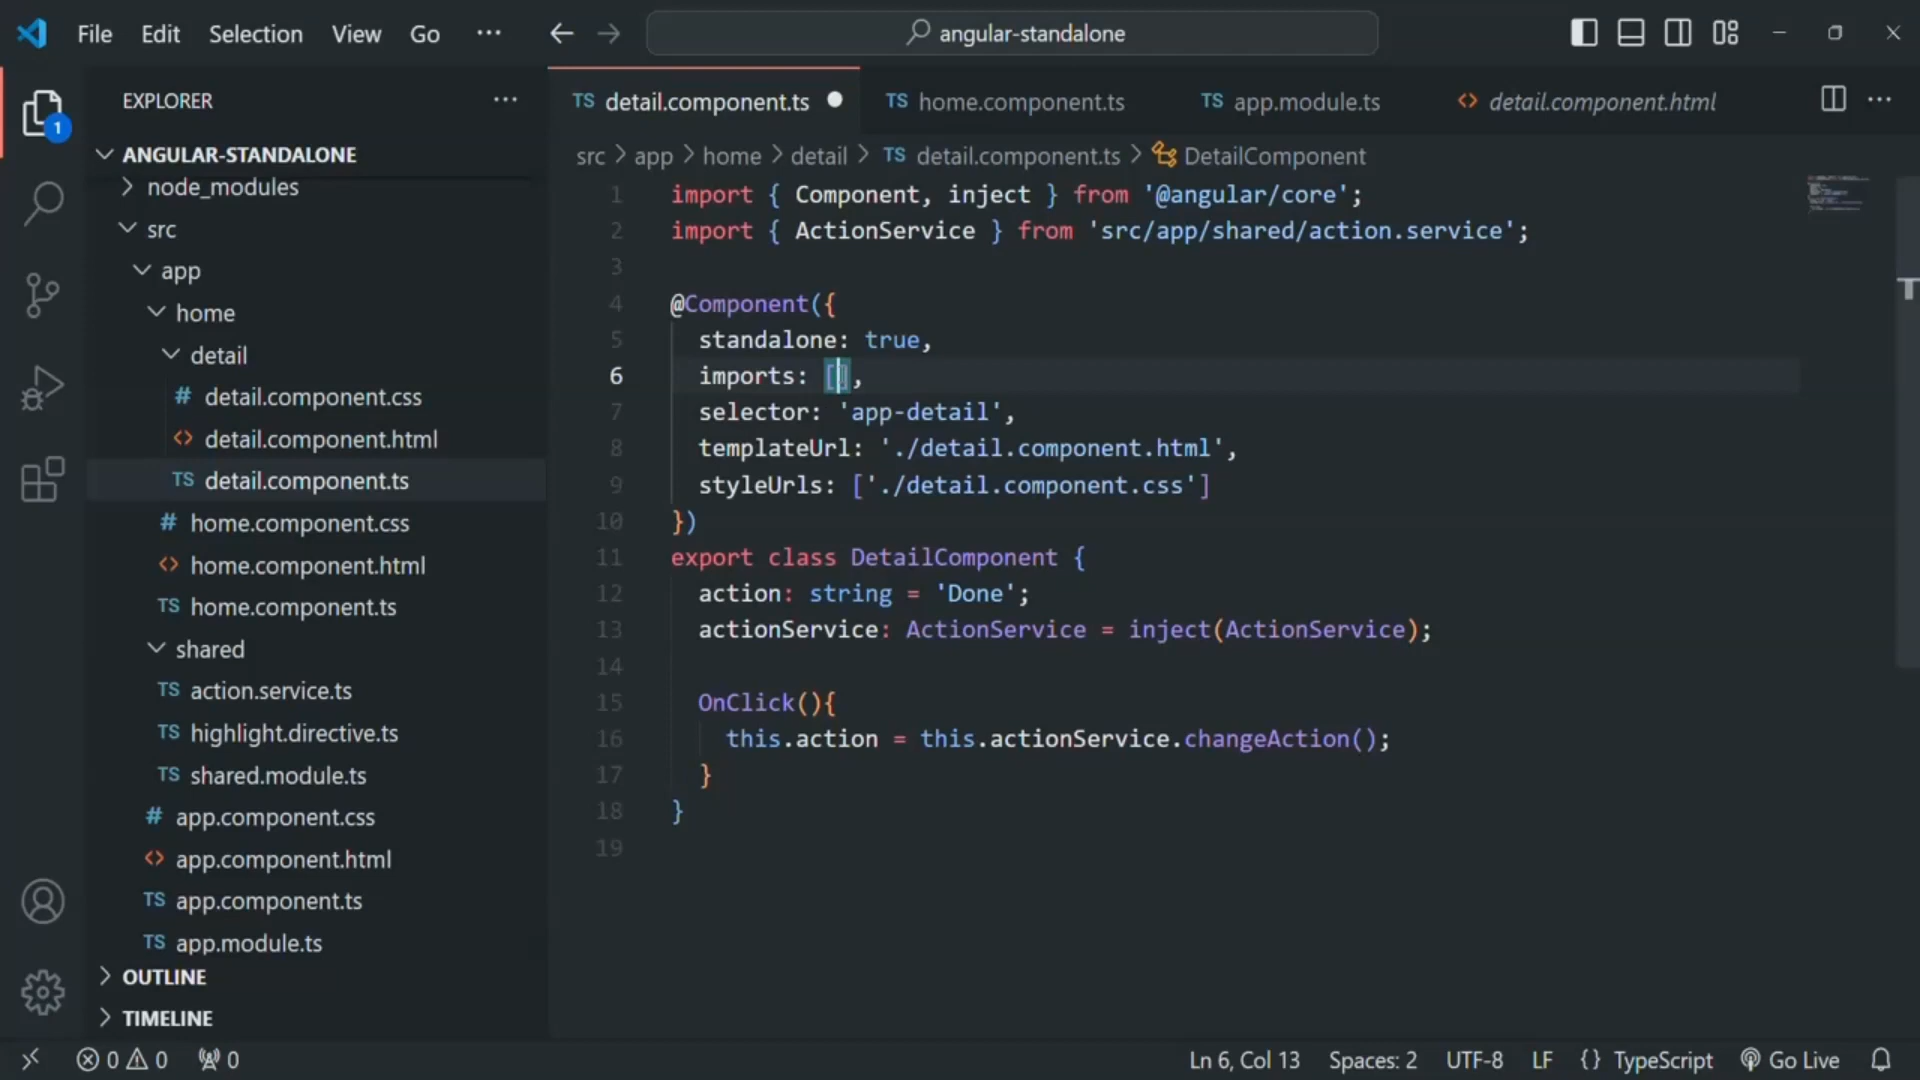 File Edit Selection View Go ···
angular-standalone
EXPLORER
1
ANGULAR-STANDALONE
node_modules
src
app
home
detail
# detail.component.css
<> detail.component.html
TS detail.component.ts
# home.component.css
<> home.component.html
TS home.component.ts
shared
TS action.service.ts
TS highlight.directive.ts
TS shared.module.ts
# app.component.css
<> app.component.html
TS app.component.ts
TS app.module.ts
OUTLINE
TIMELINE
TS detail.component.ts TS home.component.ts TS app.module.ts <> detail.component.html
src > app > home > detail > TS detail.component.ts > DetailComponent
1 import { Component, inject } from '@angular/core';
2 import { ActionService } from 'src/app/shared/action.service';
3
4 @Component({
5 standalone: true,
6 imports: [],
7 selector: 'app-detail',
8 templateUrl: './detail.component.html',
9 styleUrls: ['./detail.component.css']
10 })
11 export class DetailComponent {
12 action: string = 'Done';
13 actionService: ActionService = inject(ActionService);
14
15 OnClick(){
16 this.action = this.actionService.changeAction();
17 }
18 }
19
0 0 0 Ln 6, Col 13 Spaces: 2 UTF-8 LF {} TypeScript Go Live